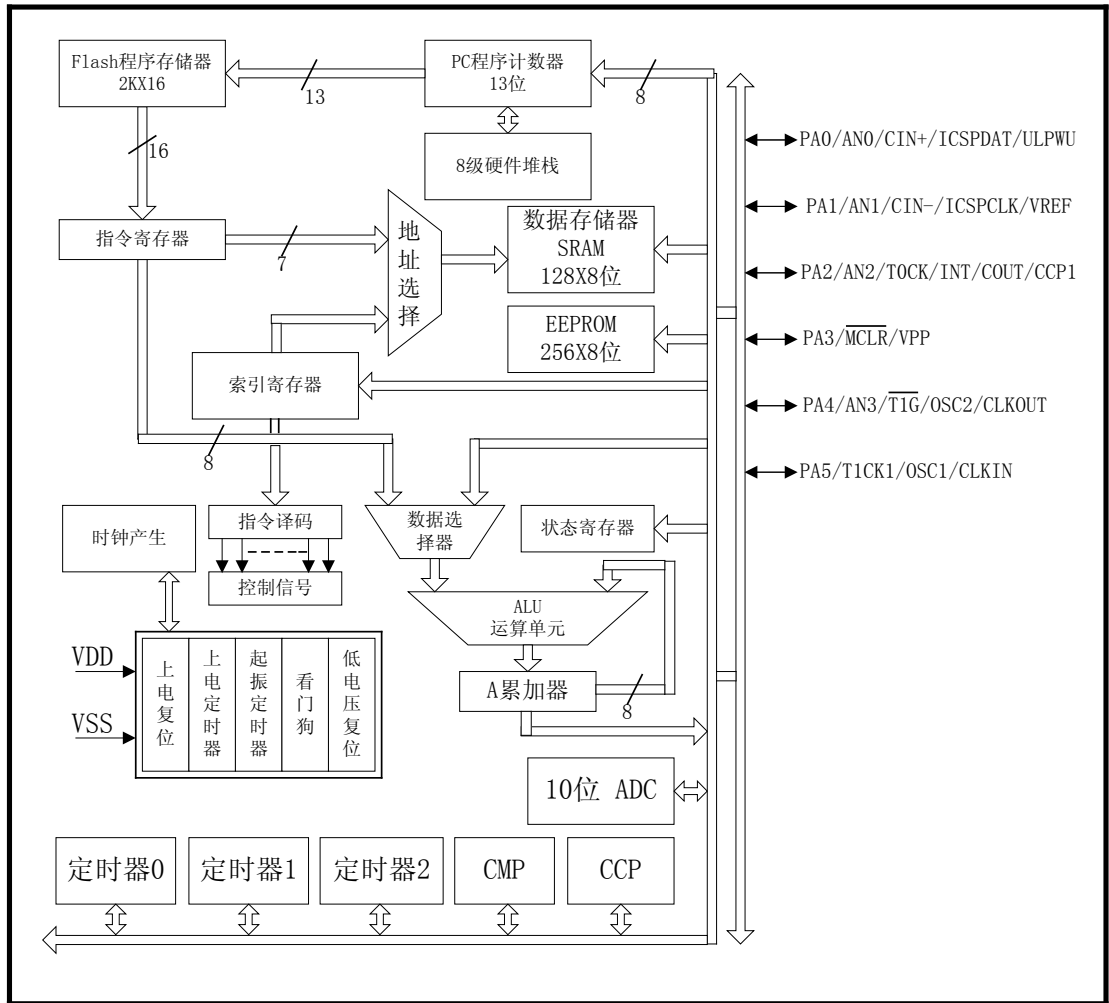 Flash程序存储器
2KX16
13
PC程序计数器
13位
8
16
8级硬件堆栈
PA0/AN0/CIN+/ICSPDAT/ULPWU
PA1/AN1/CIN-/ICSPCLK/VREF
指令寄存器
7
地址选择
数据存储器
SRAM
128X8位
PA2/AN2/T0CK/INT/COUT/CCP1
EEPROM
256X8位
PA3/MCLR/VPP
索引寄存器
PA4/AN3/T1G/OSC2/CLKOUT
8
PA5/T1CK1/OSC1/CLKIN
时钟产生
指令译码
数据选
择器
状态寄存器
控制信号
ALU
运算单元
VDD
VSS
上电复位
上电定时器
起振定时器
看门狗
低电压复位
A累加器
8
10位 ADC
定时器0
定时器1
定时器2
CMP
CCP